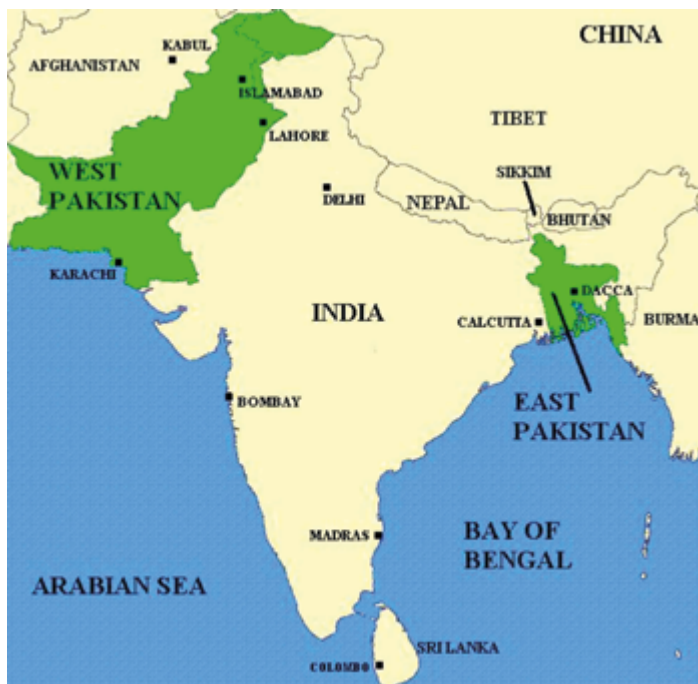 CHINA
KABUL
AFGHANISTAN
ISLAMABAD
LAHORE
TIBET
WEST
PAKISTAN
SIKKIM
DELHI
NEPAL
BHUTAN
KARACHI
DACCA
INDIA
CALCUTTA
BURMA
BOMBAY
EAST
PAKISTAN
MADRAS
BAY OF
BENGAL
ARABIAN SEA
SRI LANKA
COLOMBO